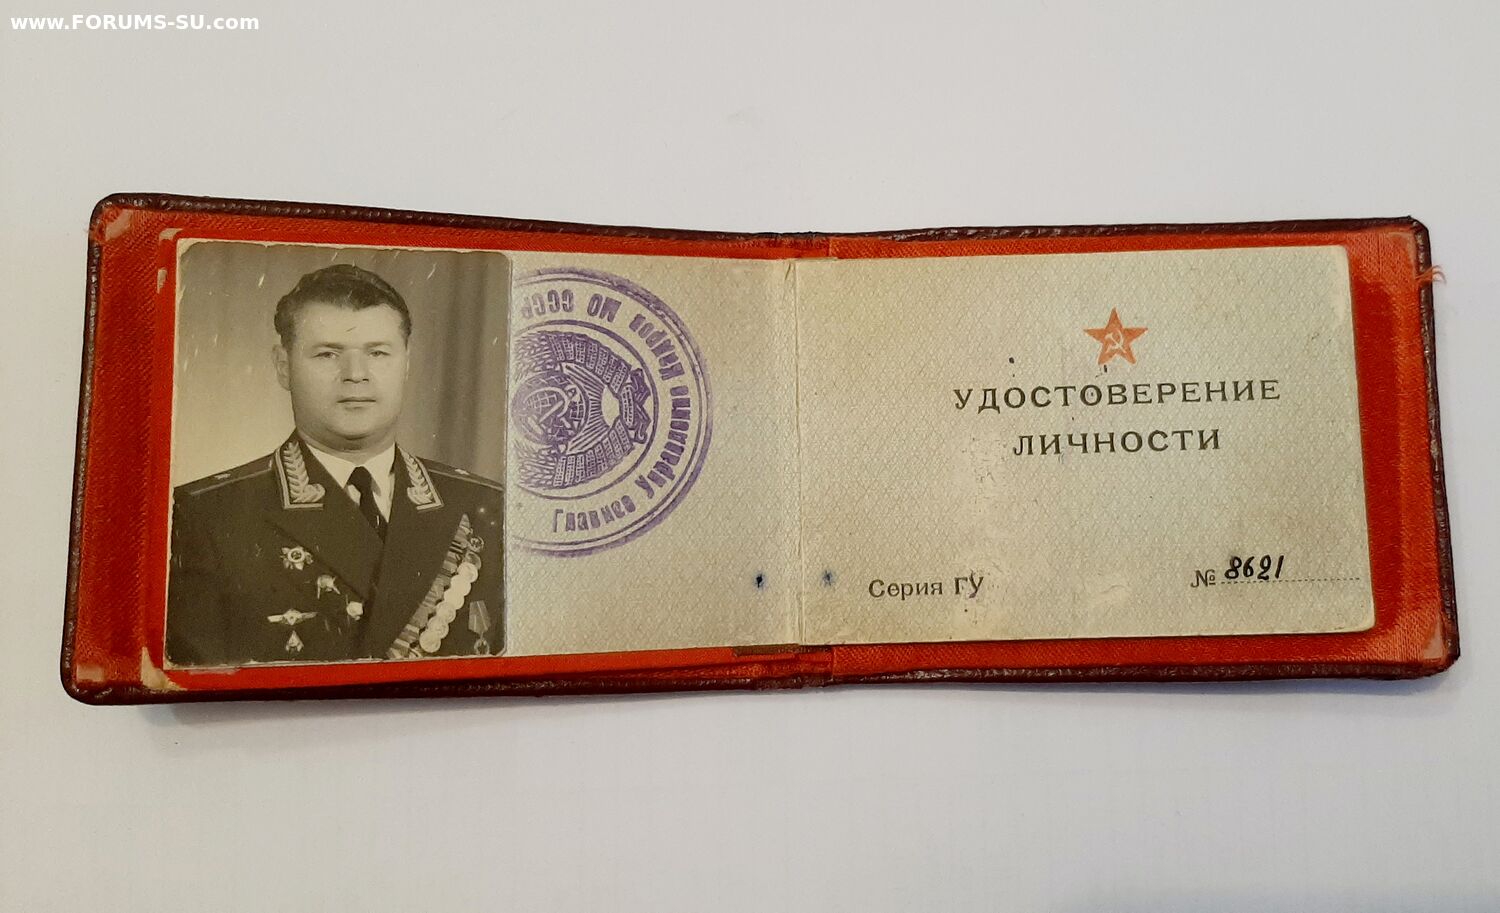 www.FORUMS-SU.com
Главное Управление Кадров МО СССР
УДОСТОВЕРЕНИЕ
ЛИЧНОСТИ
Серия ГУ
№ 8621